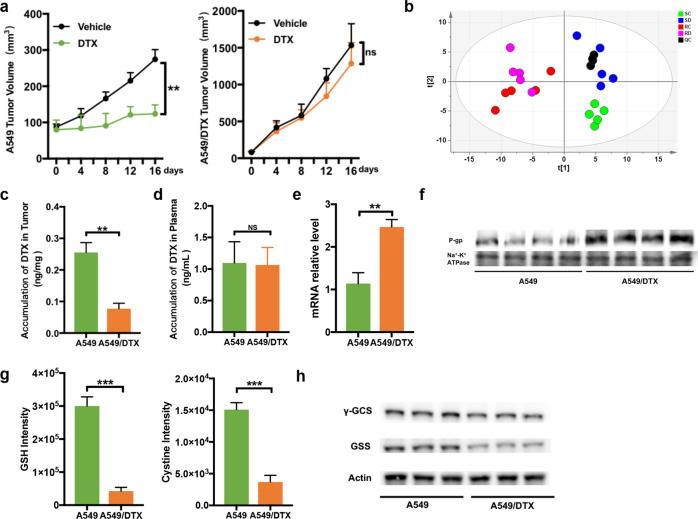 a
A549 Tumor Volume (mm³)
400
300
200
100
0
Vehicle
DTX
**
0 4 8 12 16 days
A549/DTX Tumor Volume (mm³)
2000
1500
1000
500
0
Vehicle
DTX
ns
0 4 8 12 16 days
b
t[2]
10
5
0
-5
-10
-15 -10 -5 0 5 10 15
t[1]
SC
SD
RC
RD
QC
c
Accumulation of DTX in Tumor
(ng/mg)
0.4
0.3
0.2
0.1
0.0
**
A549 A549/DTX
d
Accumulation of DTX in Plasma
(ng/mL)
2.0
1.5
1.0
0.5
0.0
NS
A549 A549/DTX
e
mRNA relative level
3
2
1
0
**
A549
A549/DTX
f
P-gp
Na⁺-K⁺
ATPase
A549 A549/DTX
g
GSH Intensity
4×10⁵
3×10⁵
2×10⁵
1×10⁵
0
***
A549 A549/DTX
Cystine Intensity
2.0×10⁴
1.5×10⁴
1.0×10⁴
5.0×10³
0.0
***
A549 A549/DTX
h
γ-GCS
GSS
Actin
A549 A549/DTX